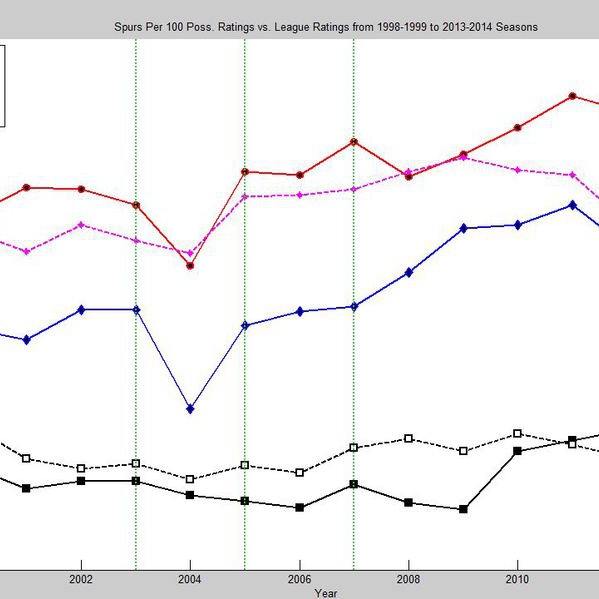 Spurs Per 100 Poss. Ratings vs. League Ratings from 1998-1999 to 2013-2014 Seasons
2002 2004 2006 2008 2010
Year